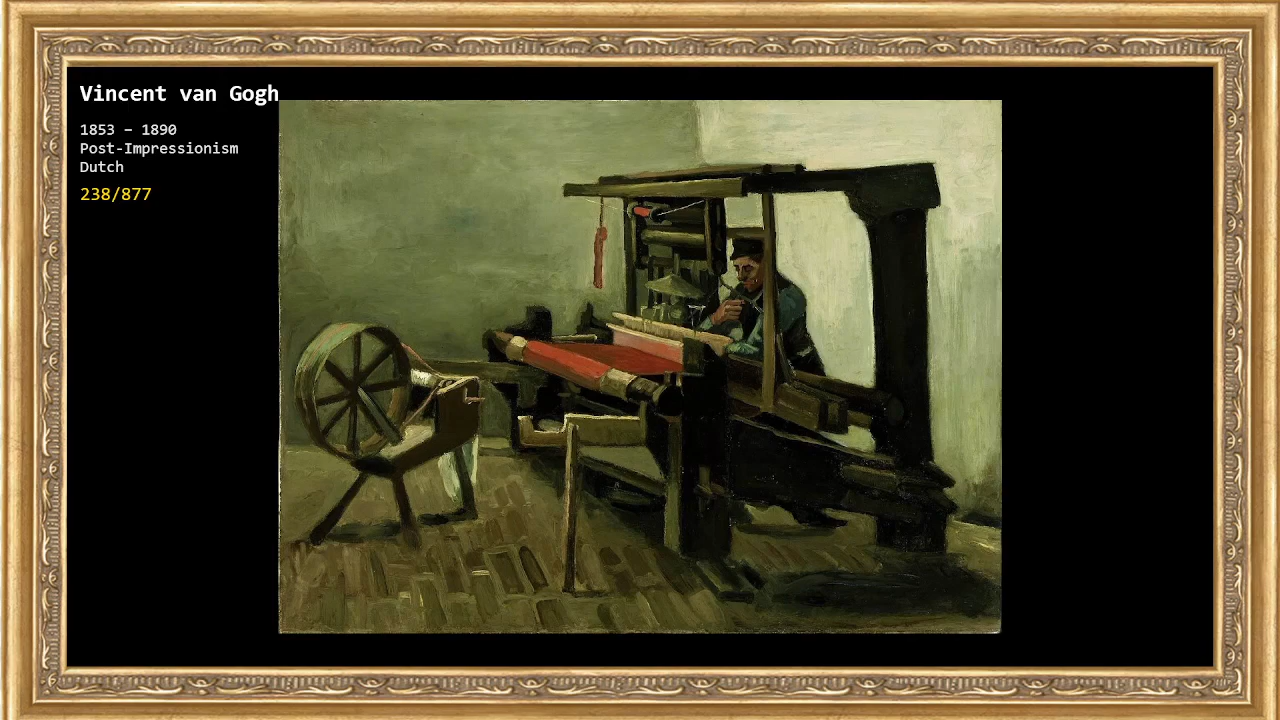 Vincent van Gogh
1853 – 1890
Post-Impressionism
Dutch
238/877